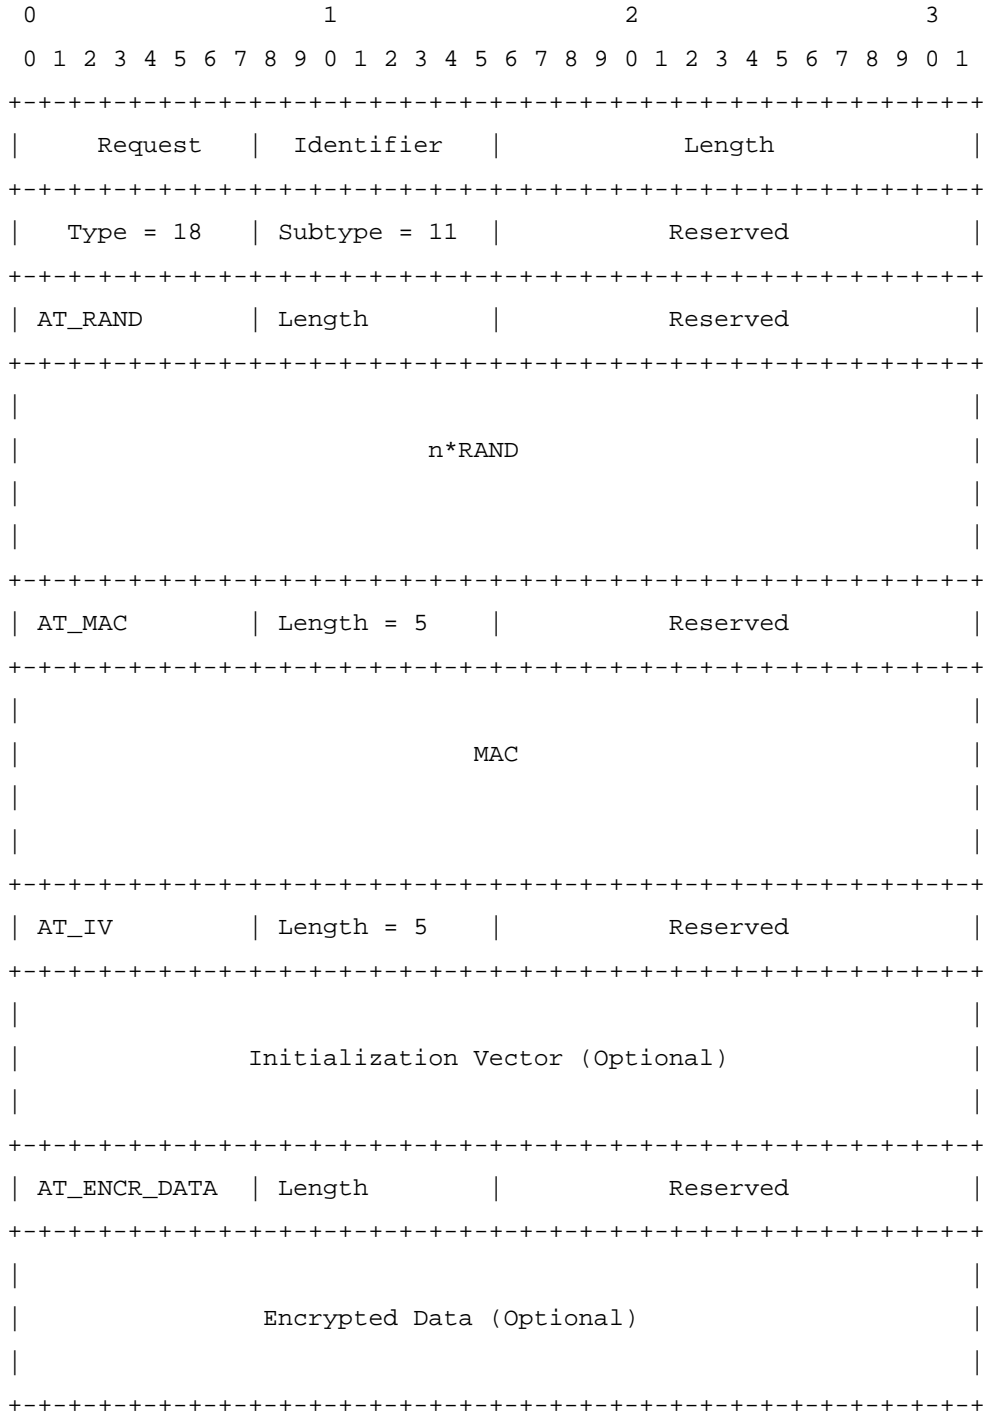 0                   1                   2                   3
 0 1 2 3 4 5 6 7 8 9 0 1 2 3 4 5 6 7 8 9 0 1 2 3 4 5 6 7 8 9 0 1
+-+-+-+-+-+-+-+-+-+-+-+-+-+-+-+-+-+-+-+-+-+-+-+-+-+-+-+-+-+-+-+-+
|     Request   |  Identifier   |            Length             |
+-+-+-+-+-+-+-+-+-+-+-+-+-+-+-+-+-+-+-+-+-+-+-+-+-+-+-+-+-+-+-+-+
|   Type = 18   | Subtype = 11  |           Reserved            |
+-+-+-+-+-+-+-+-+-+-+-+-+-+-+-+-+-+-+-+-+-+-+-+-+-+-+-+-+-+-+-+-+
| AT_RAND       | Length        |           Reserved            |
+-+-+-+-+-+-+-+-+-+-+-+-+-+-+-+-+-+-+-+-+-+-+-+-+-+-+-+-+-+-+-+-+
|                                                               |
|                           n*RAND                              |
|                                                               |
|                                                               |
+-+-+-+-+-+-+-+-+-+-+-+-+-+-+-+-+-+-+-+-+-+-+-+-+-+-+-+-+-+-+-+-+
| AT_MAC        | Length = 5    |           Reserved            |
+-+-+-+-+-+-+-+-+-+-+-+-+-+-+-+-+-+-+-+-+-+-+-+-+-+-+-+-+-+-+-+-+
|                                                               |
|                              MAC                              |
|                                                               |
|                                                               |
+-+-+-+-+-+-+-+-+-+-+-+-+-+-+-+-+-+-+-+-+-+-+-+-+-+-+-+-+-+-+-+-+
| AT_IV         | Length = 5    |           Reserved            |
+-+-+-+-+-+-+-+-+-+-+-+-+-+-+-+-+-+-+-+-+-+-+-+-+-+-+-+-+-+-+-+-+
|                                                               |
|               Initialization Vector (Optional)                |
|                                                               |
+-+-+-+-+-+-+-+-+-+-+-+-+-+-+-+-+-+-+-+-+-+-+-+-+-+-+-+-+-+-+-+-+
| AT_ENCR_DATA  | Length        |           Reserved            |
+-+-+-+-+-+-+-+-+-+-+-+-+-+-+-+-+-+-+-+-+-+-+-+-+-+-+-+-+-+-+-+-+
|                                                               |
|                Encrypted Data (Optional)                      |
|                                                               |
+-+-+-+-+-+-+-+-+-+-+-+-+-+-+-+-+-+-+-+-+-+-+-+-+-+-+-+-+-+-+-+-+